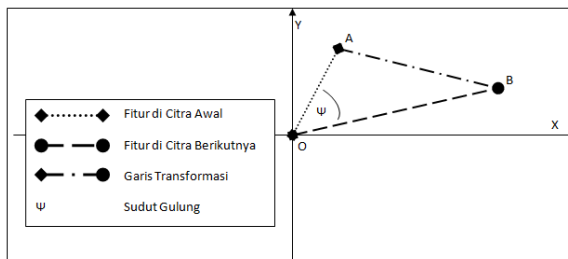 Y
A
B
Ψ
X
O
Fitur di Citra Awal
Fitur di Citra Berikutnya
Garis Transformasi
Ψ Sudut Gulung